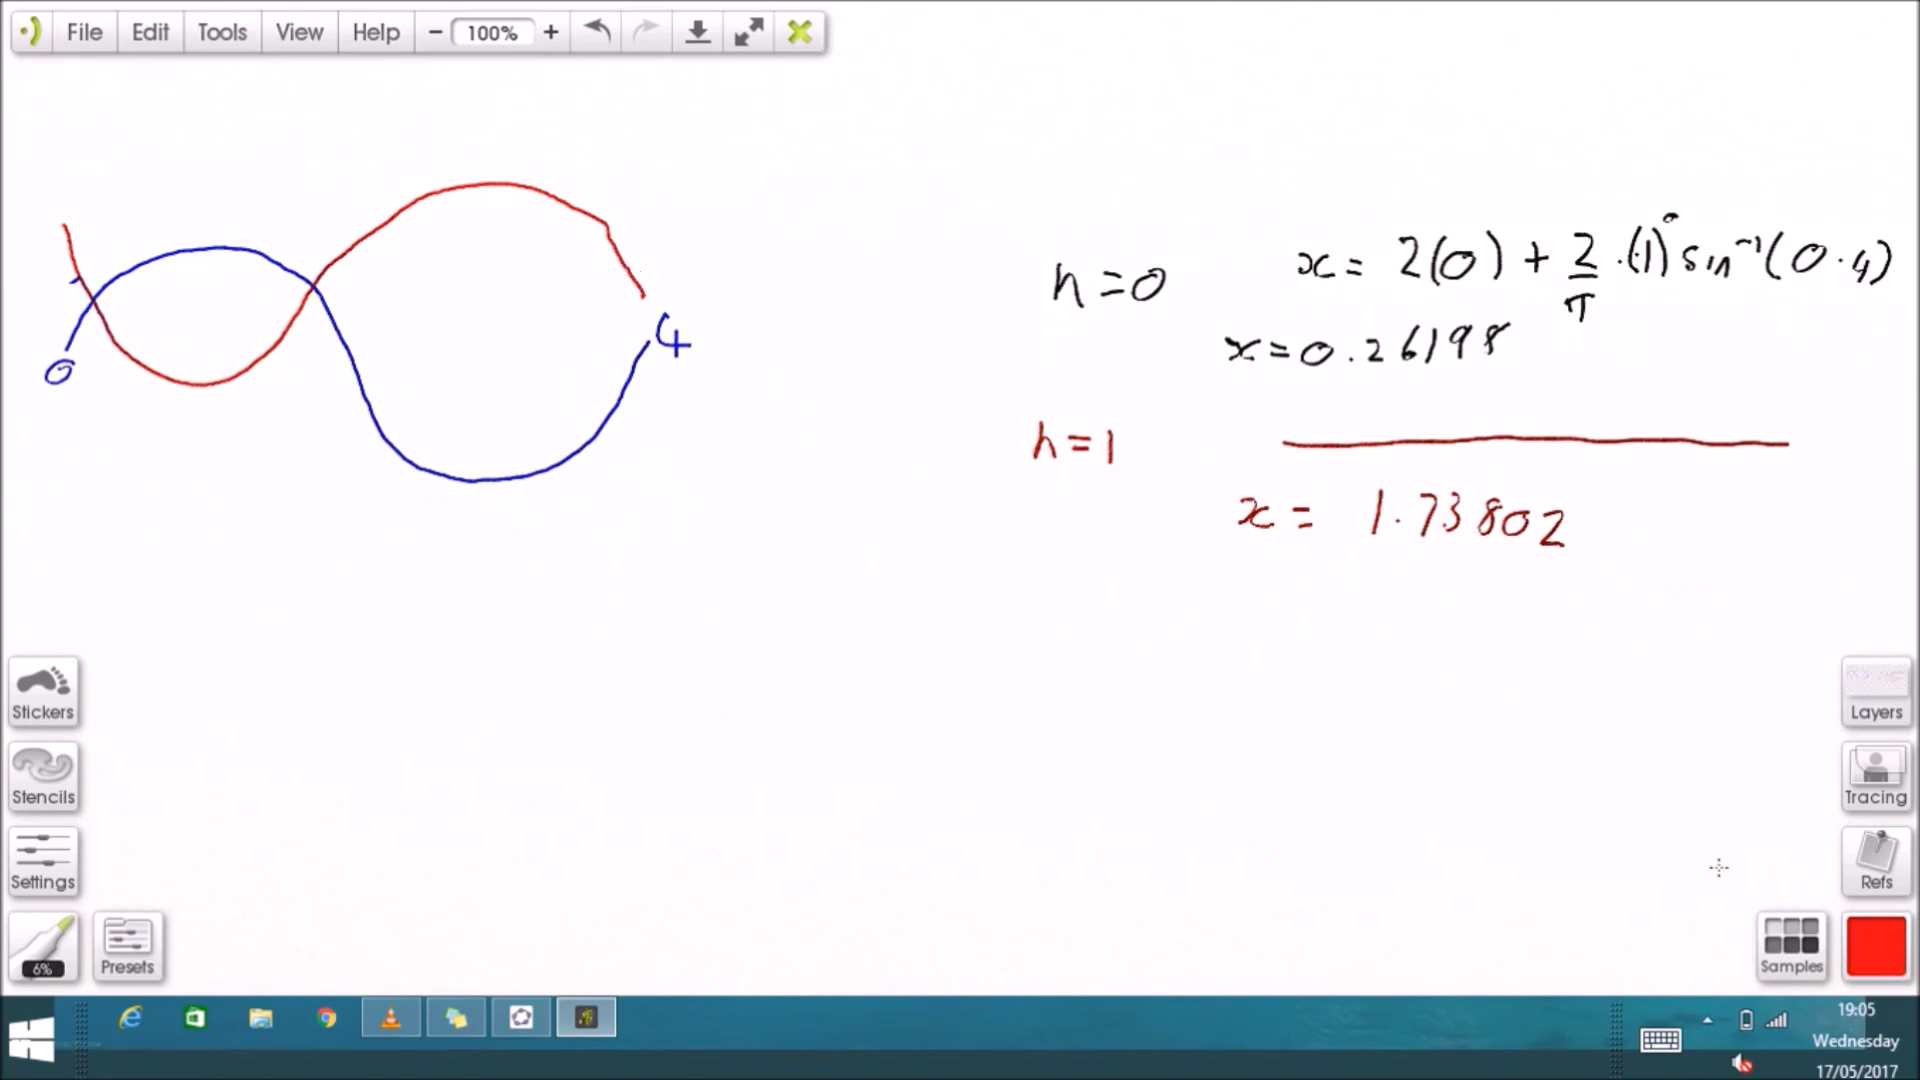 File Edit Tools View Help − 100% +
0
4
n=0
x = 2(0) + 2/π ·(-1)⁰ sin⁻¹(0.4)
x=0.26198
n=1
x = 1.73802
Stickers
Stencils
Settings
6%
Presets
Layers
Tracing
Refs
Samples
19:05
Wednesday
17/05/2017